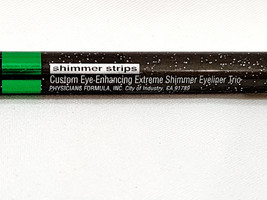 shimmer strips
Custom Eye-Enhancing Extreme Shimmer Eyeliner Trio
PHYSICIANS FORMULA, INC. City of Industry, CA 91789